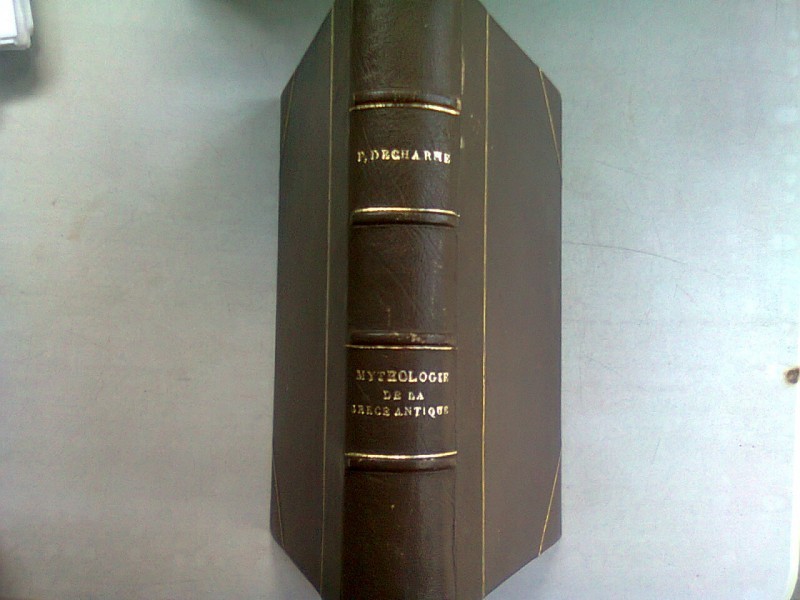 P. DECHARME
MYTHOLOGIE
DE LA
GRECE ANTIQUE